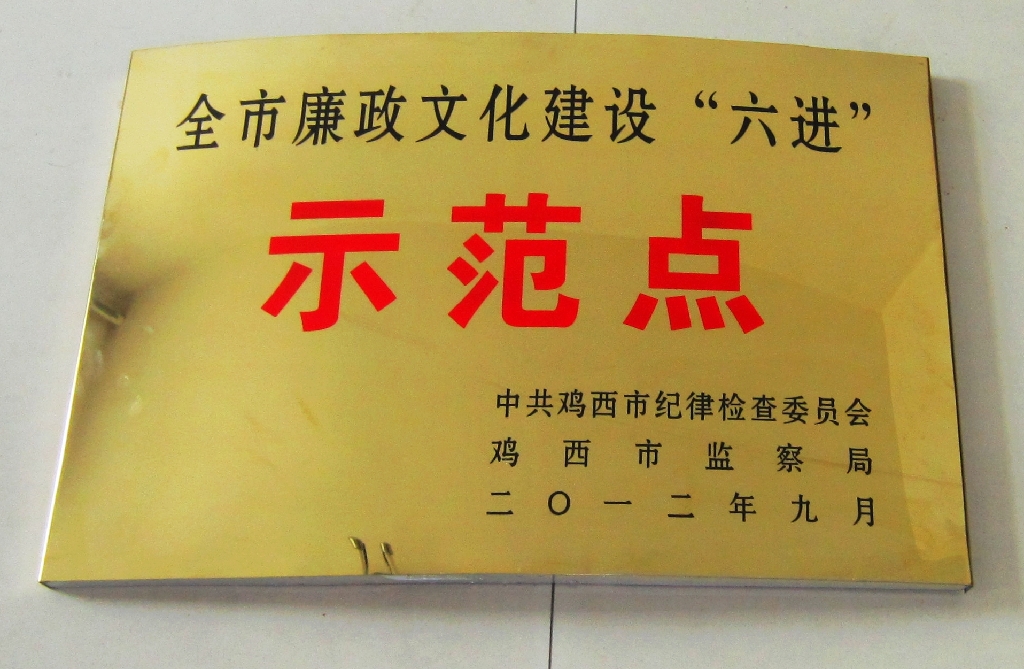 全市廉政文化建设“六进”
示范点
中共鸡西市纪律检查委员会
鸡西市监察局
二〇一二年九月